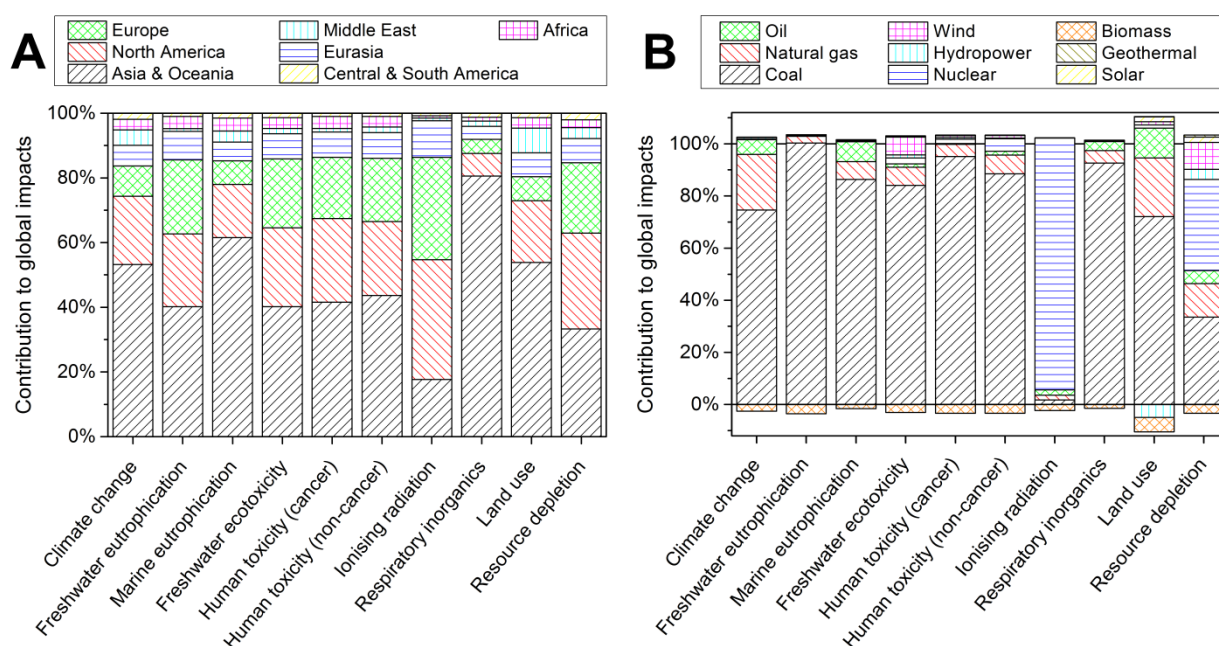 A
Europe
Middle East
Africa
North America
Eurasia
Asia & Oceania
Central & South America
Contribution to global impacts
100%
80%
60%
40%
20%
0%
Climate change
Freshwater eutrophication
Marine eutrophication
Freshwater ecotoxicity
Human toxicity (cancer)
Human toxicity (non-cancer)
Ionising radiation
Respiratory inorganics
Land use
Resource depletion
B
Oil
Wind
Biomass
Natural gas
Hydropower
Geothermal
Coal
Nuclear
Solar
Contribution to global impacts
100%
80%
60%
40%
20%
0%
Climate change
Freshwater eutrophication
Marine eutrophication
Freshwater ecotoxicity
Human toxicity (cancer)
Human toxicity (non-cancer)
Ionising radiation
Respiratory inorganics
Land use
Resource depletion